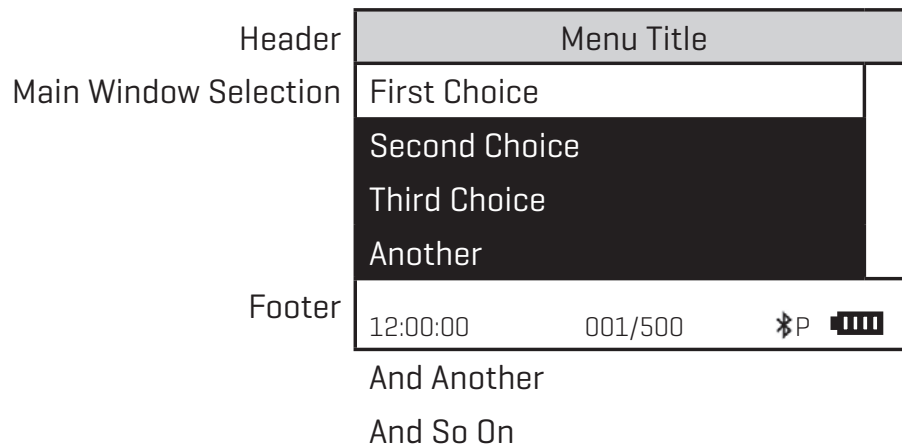 Header Menu Title
Main Window Selection First Choice
Second Choice
Third Choice
Another
Footer 12:00:00 001/500 P
And Another
And So On